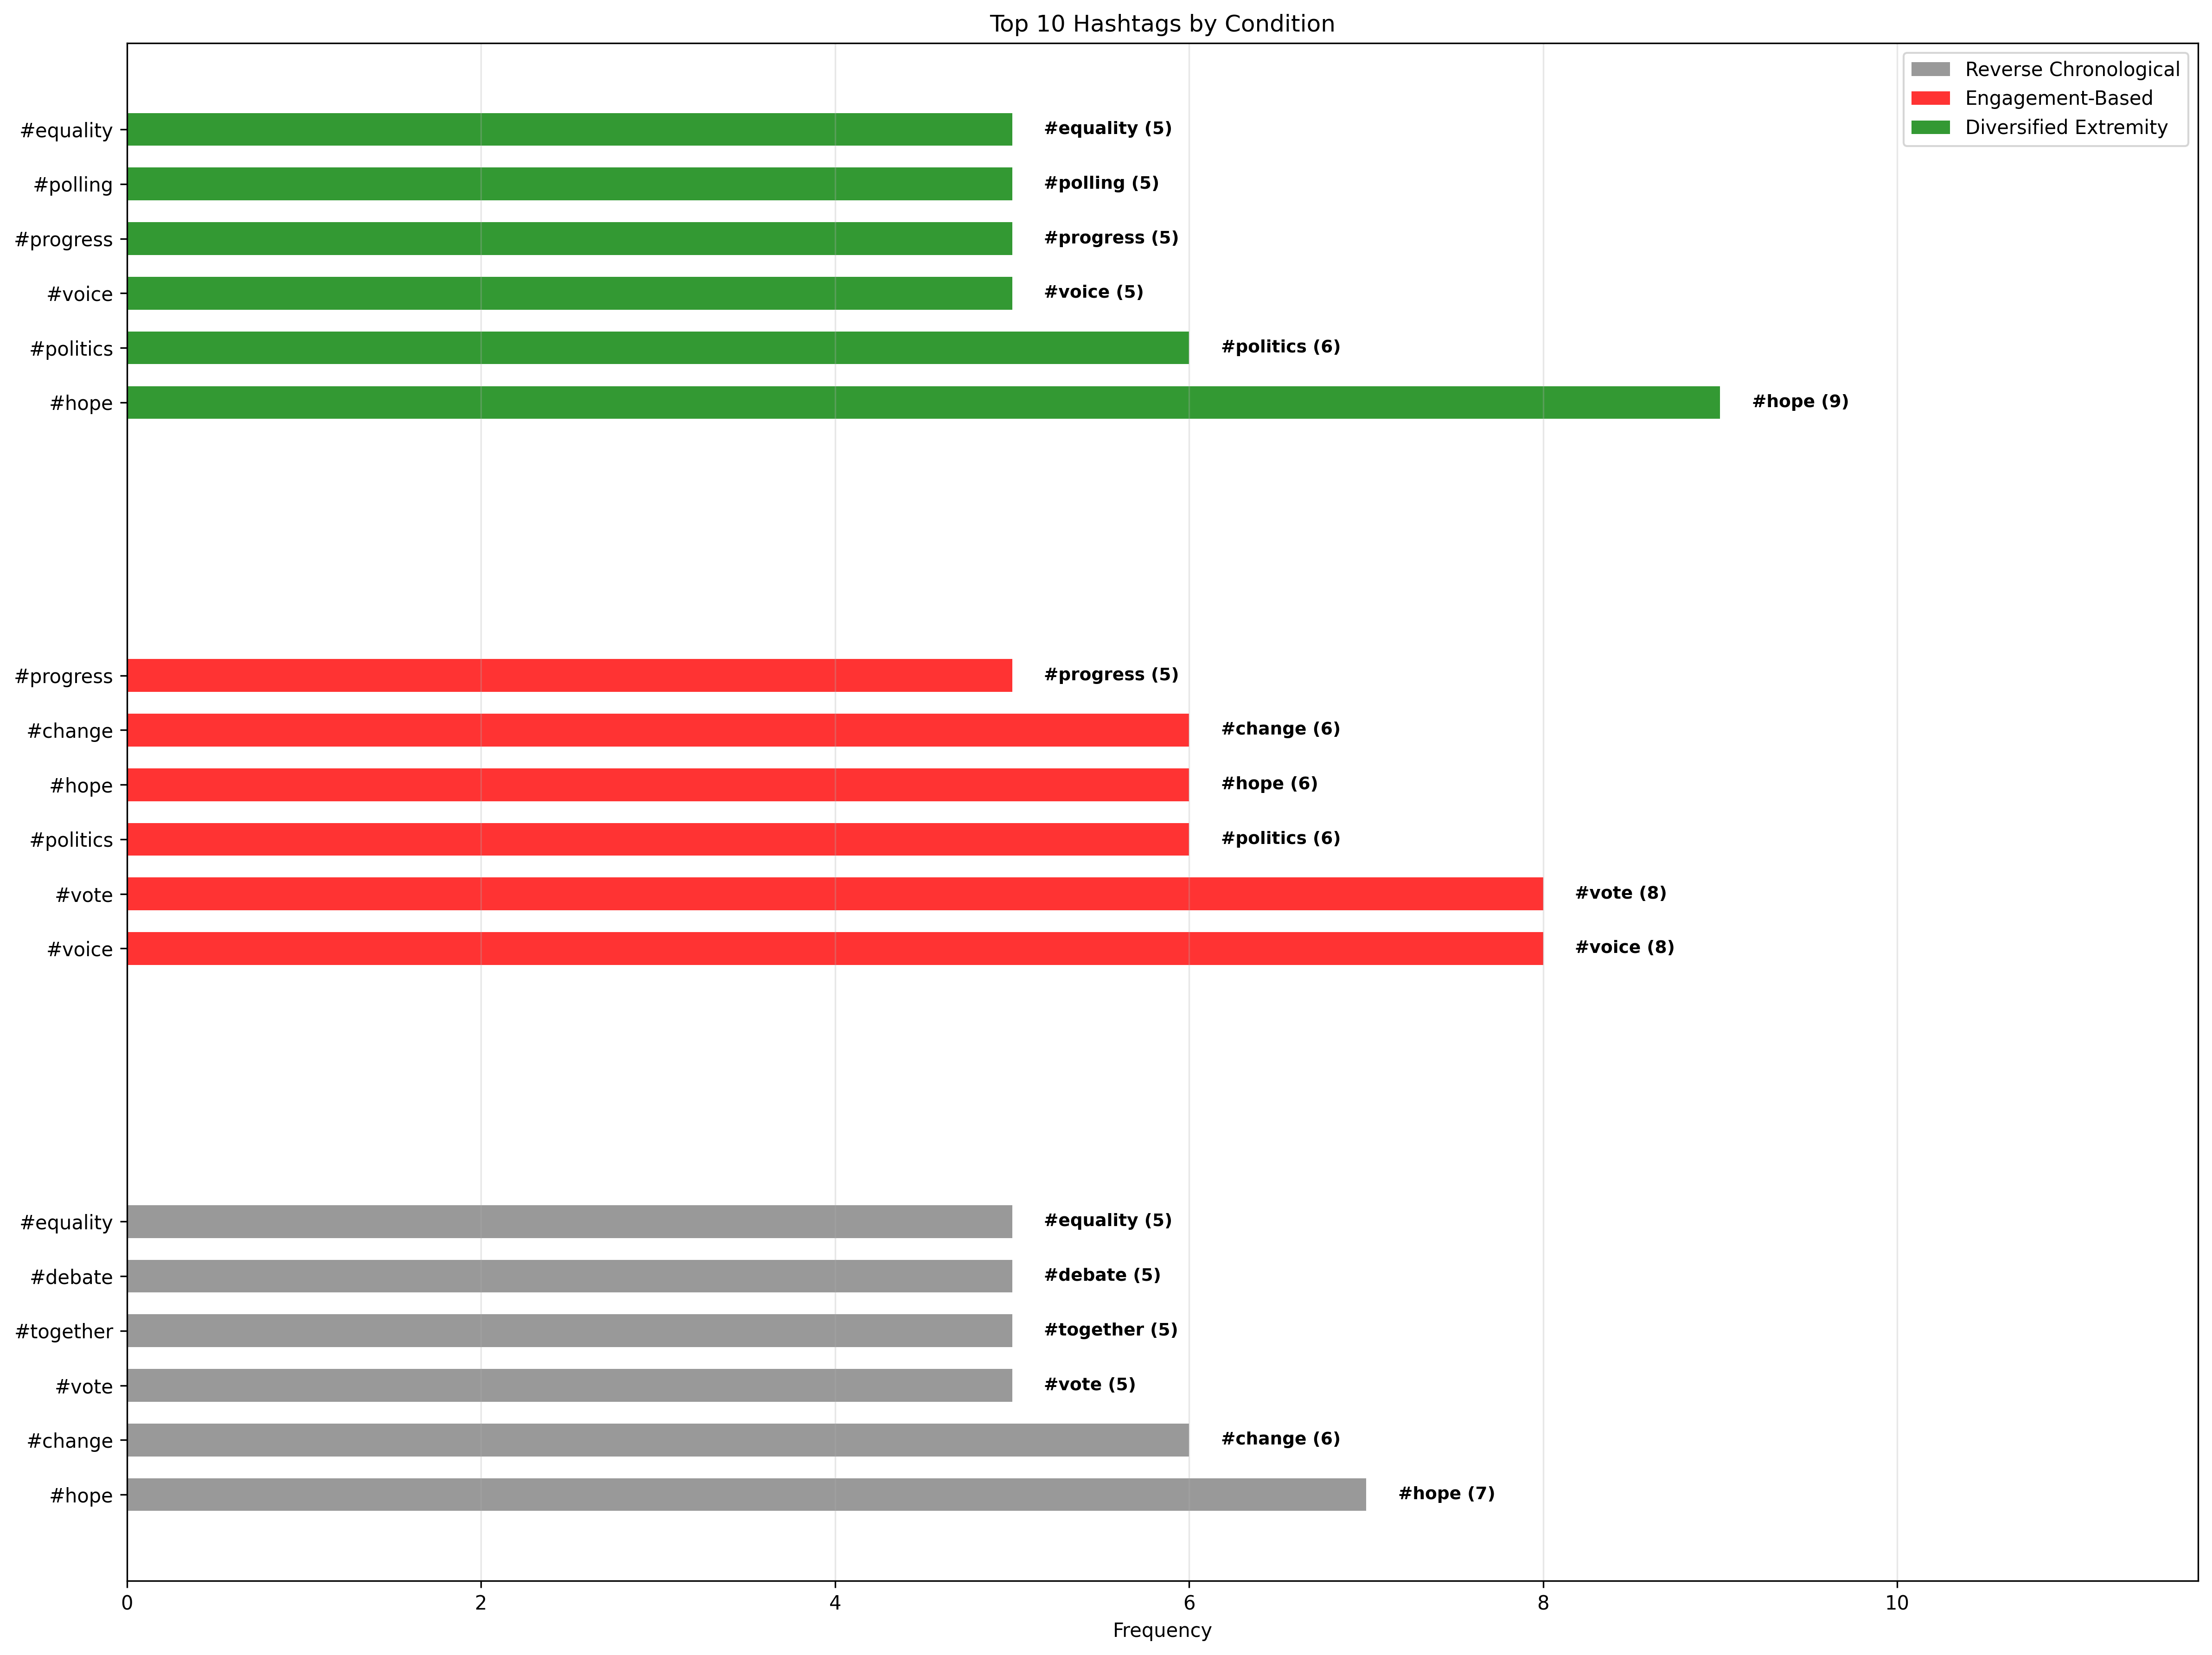 Top 10 Hashtags by Condition
Reverse Chronological
Engagement-Based
Diversified Extremity
#equality #equality (5)
#polling #polling (5)
#progress #progress (5)
#voice #voice (5)
#politics #politics (6)
#hope #hope (9)
#progress #progress (5)
#change #change (6)
#hope #hope (6)
#politics #politics (6)
#vote #vote (8)
#voice #voice (8)
#equality #equality (5)
#debate #debate (5)
#together #together (5)
#vote #vote (5)
#change #change (6)
#hope #hope (7)
0 2 4 6 8 10
Frequency